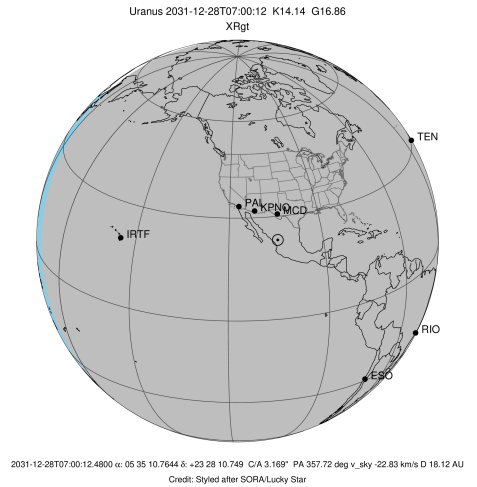 Uranus 2031-12-28T07:00:12 K14.14 G16.86
XRgt
TEN
PAL
KPNO
MCD
IRTF
RIO
ESO
2031-12-28T07:00:12.4800 α: 05 35 10.7644 δ: +23 28 10.749 C/A 3.169" PA 357.72 deg v_sky -22.83 km/s D 18.12 AU
Credit: Styled after SORA/Lucky Star